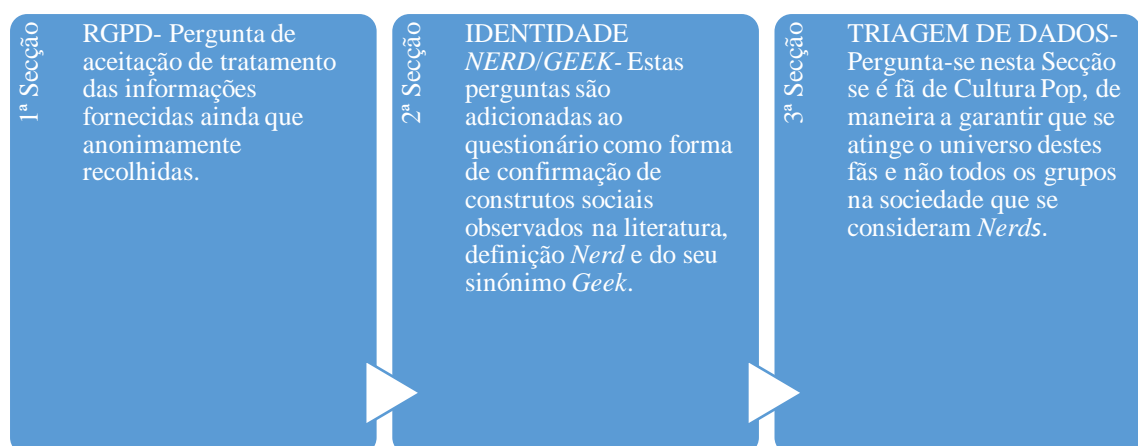 1ª Secção
RGPD- Pergunta de
aceitação de tratamento
das informações
fornecidas ainda que
anonimamente
recolhidas.
2ª Secção
IDENTIDADE
NERD/GEEK- Estas
perguntas são
adicionadas ao
questionário como forma
de confirmação de
construtos sociais
observados na literatura,
definição Nerd e do seu
sinónimo Geek.
3ª Secção
TRIAGEM DE DADOS-
Pergunta-se nesta Secção
se é fã de Cultura Pop, de
maneira a garantir que se
atinge o universo destes
fãs e não todos os grupos
na sociedade que se
consideram Nerds.